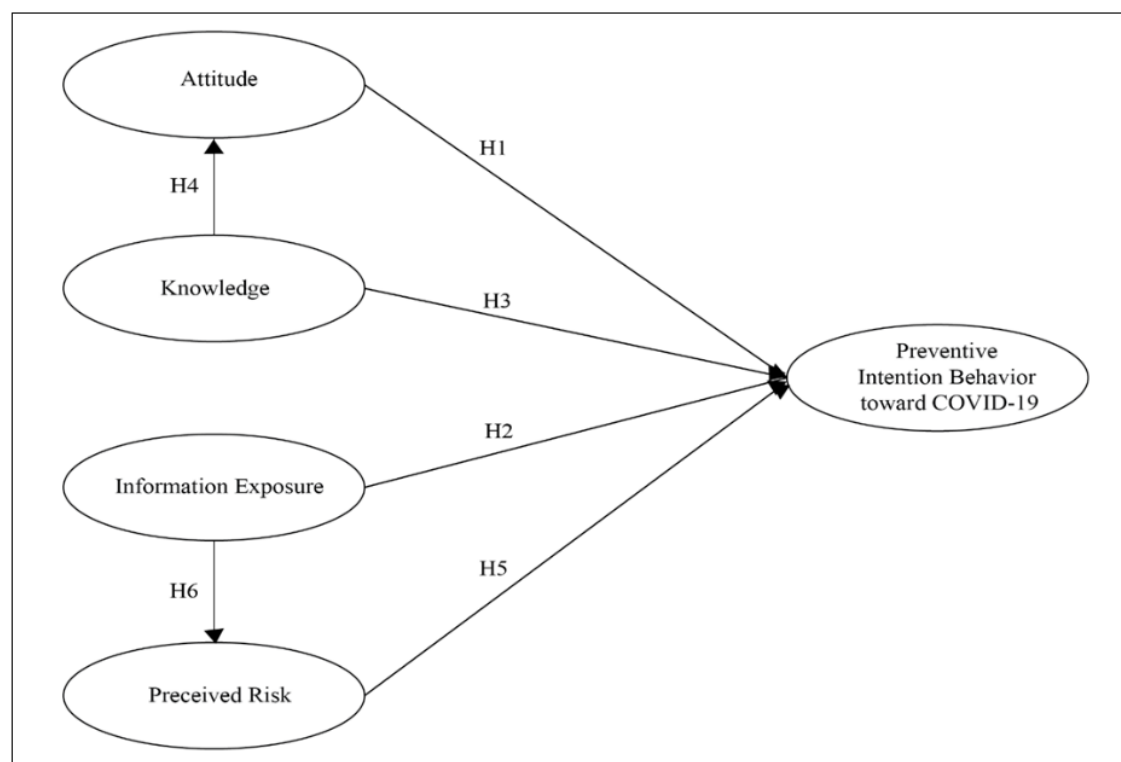 Attitude
H1
H4
Knowledge
H3
Preventive
Intention Behavior
toward COVID-19
H2
Information Exposure
H5
H6
Preceived Risk